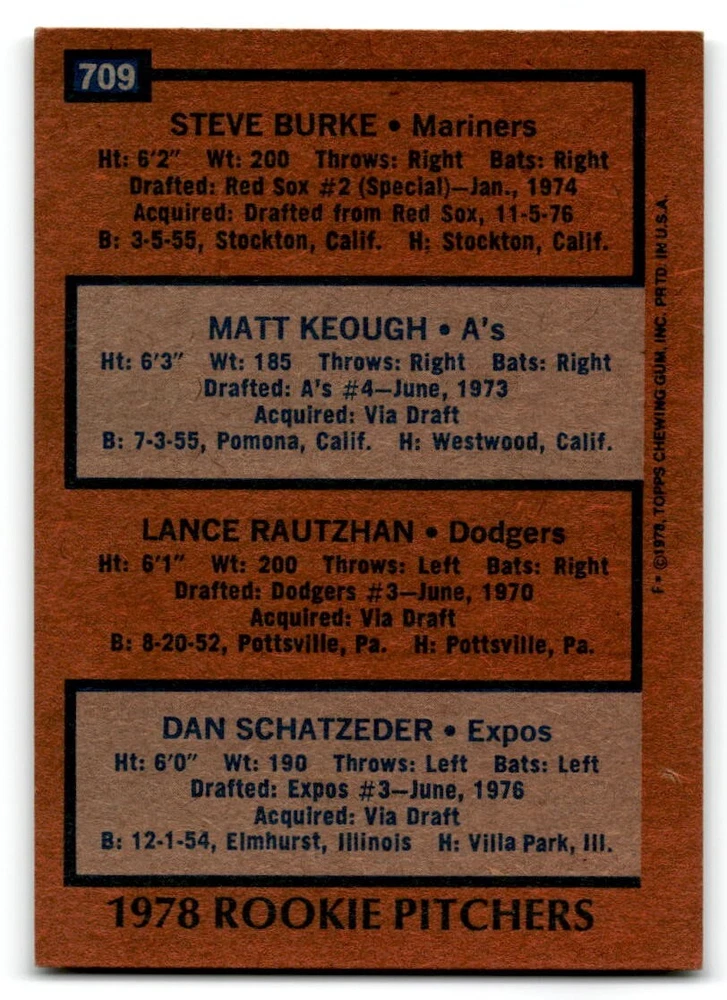 709
STEVE BURKE • Mariners
Ht: 6'2" Wt: 200 Throws: Right Bats: Right
Drafted: Red Sox #2 (Special)—Jan., 1974
Acquired: Drafted from Red Sox, 11-5-76
B: 3-5-55, Stockton, Calif. H: Stockton, Calif.
MATT KEOUGH • A's
Ht: 6'3" Wt: 185 Throws: Right Bats: Right
Drafted: A's #4—June, 1973
Acquired: Via Draft
B: 7-3-55, Pomona, Calif. H: Westwood, Calif.
LANCE RAUTZHAN • Dodgers
Ht: 6'1" Wt: 200 Throws: Left Bats: Right
Drafted: Dodgers #3—June, 1970
Acquired: Via Draft
B: 8-20-52, Pottsville, Pa. H: Pottsville, Pa.
DAN SCHATZEDER • Expos
Ht: 6'0" Wt: 190 Throws: Left Bats: Left
Drafted: Expos #3—June, 1976
Acquired: Via Draft
B: 12-1-54, Elmhurst, Illinois H: Villa Park, Ill.
1978 ROOKIE PITCHERS
F• ©1978, TOPPS CHEWING GUM, INC. PRTD. IN U.S.A.